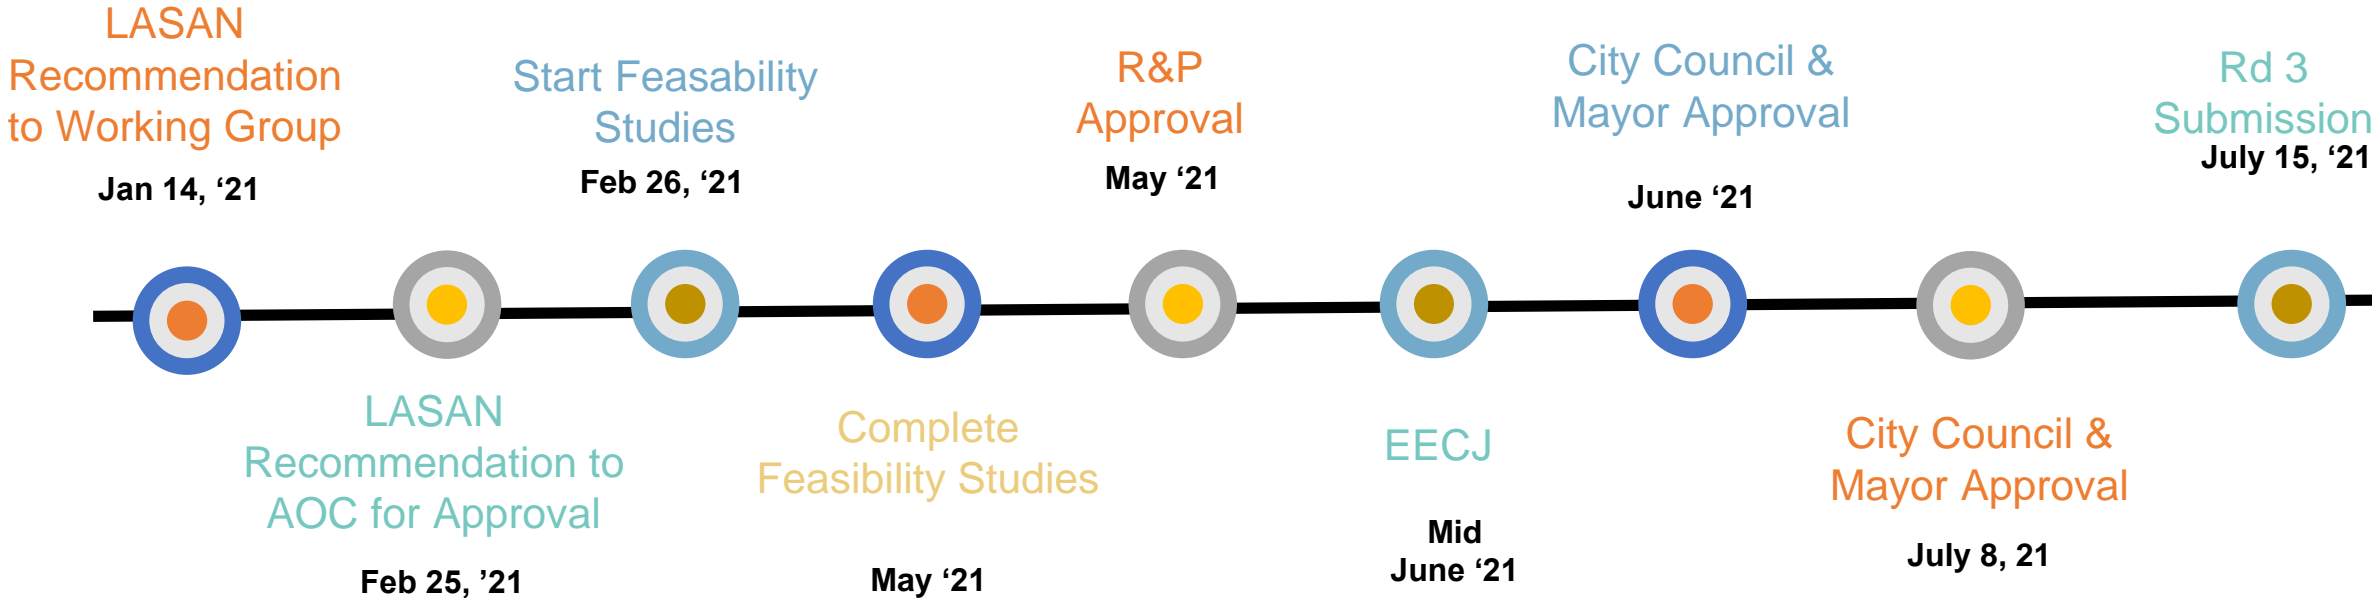 LASAN
Recommendation
to Working Group
Jan 14, ‘21
LASAN
Recommendation to
AOC for Approval
Feb 25, ’21
Start Feasability
Studies
Feb 26, ‘21
Complete
Feasibility Studies
May ‘21
R&P
Approval
May ‘21
EECJ
Mid
June ‘21
City Council &
Mayor Approval
June ‘21
City Council &
Mayor Approval
July 8, 21
Rd 3
Submission
July 15, ‘21